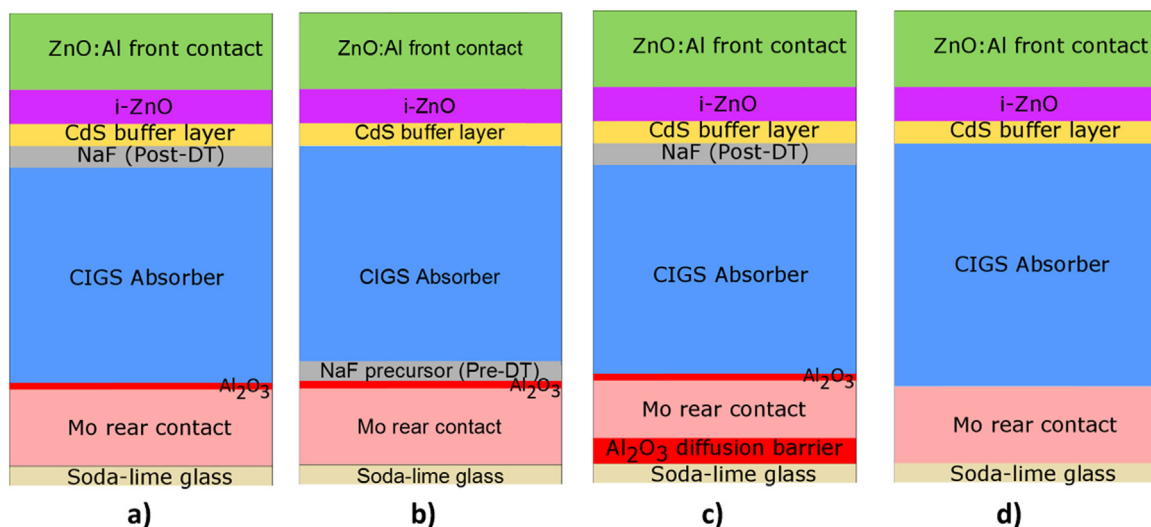 ZnO:Al front contact
i-ZnO
CdS buffer layer
NaF (Post-DT)
CIGS Absorber
Al₂O₃
Mo rear contact
Soda-lime glass
a)
ZnO:Al front contact
i-ZnO
CdS buffer layer
CIGS Absorber
NaF precursor (Pre-DT)
Al₂O₃
Mo rear contact
Soda-lime glass
b)
ZnO:Al front contact
i-ZnO
CdS buffer layer
NaF (Post-DT)
CIGS Absorber
Al₂O₃
Mo rear contact
Al₂O₃ diffusion barrier
Soda-lime glass
c)
ZnO:Al front contact
i-ZnO
CdS buffer layer
CIGS Absorber
Mo rear contact
Soda-lime glass
d)